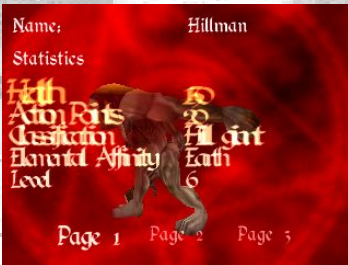 Name: Hillman
Statistics
Health
Action Points 20
Classification Hill giant
Elemental Affinity Earth
Level 6
Page 1 Page 2 Page 3